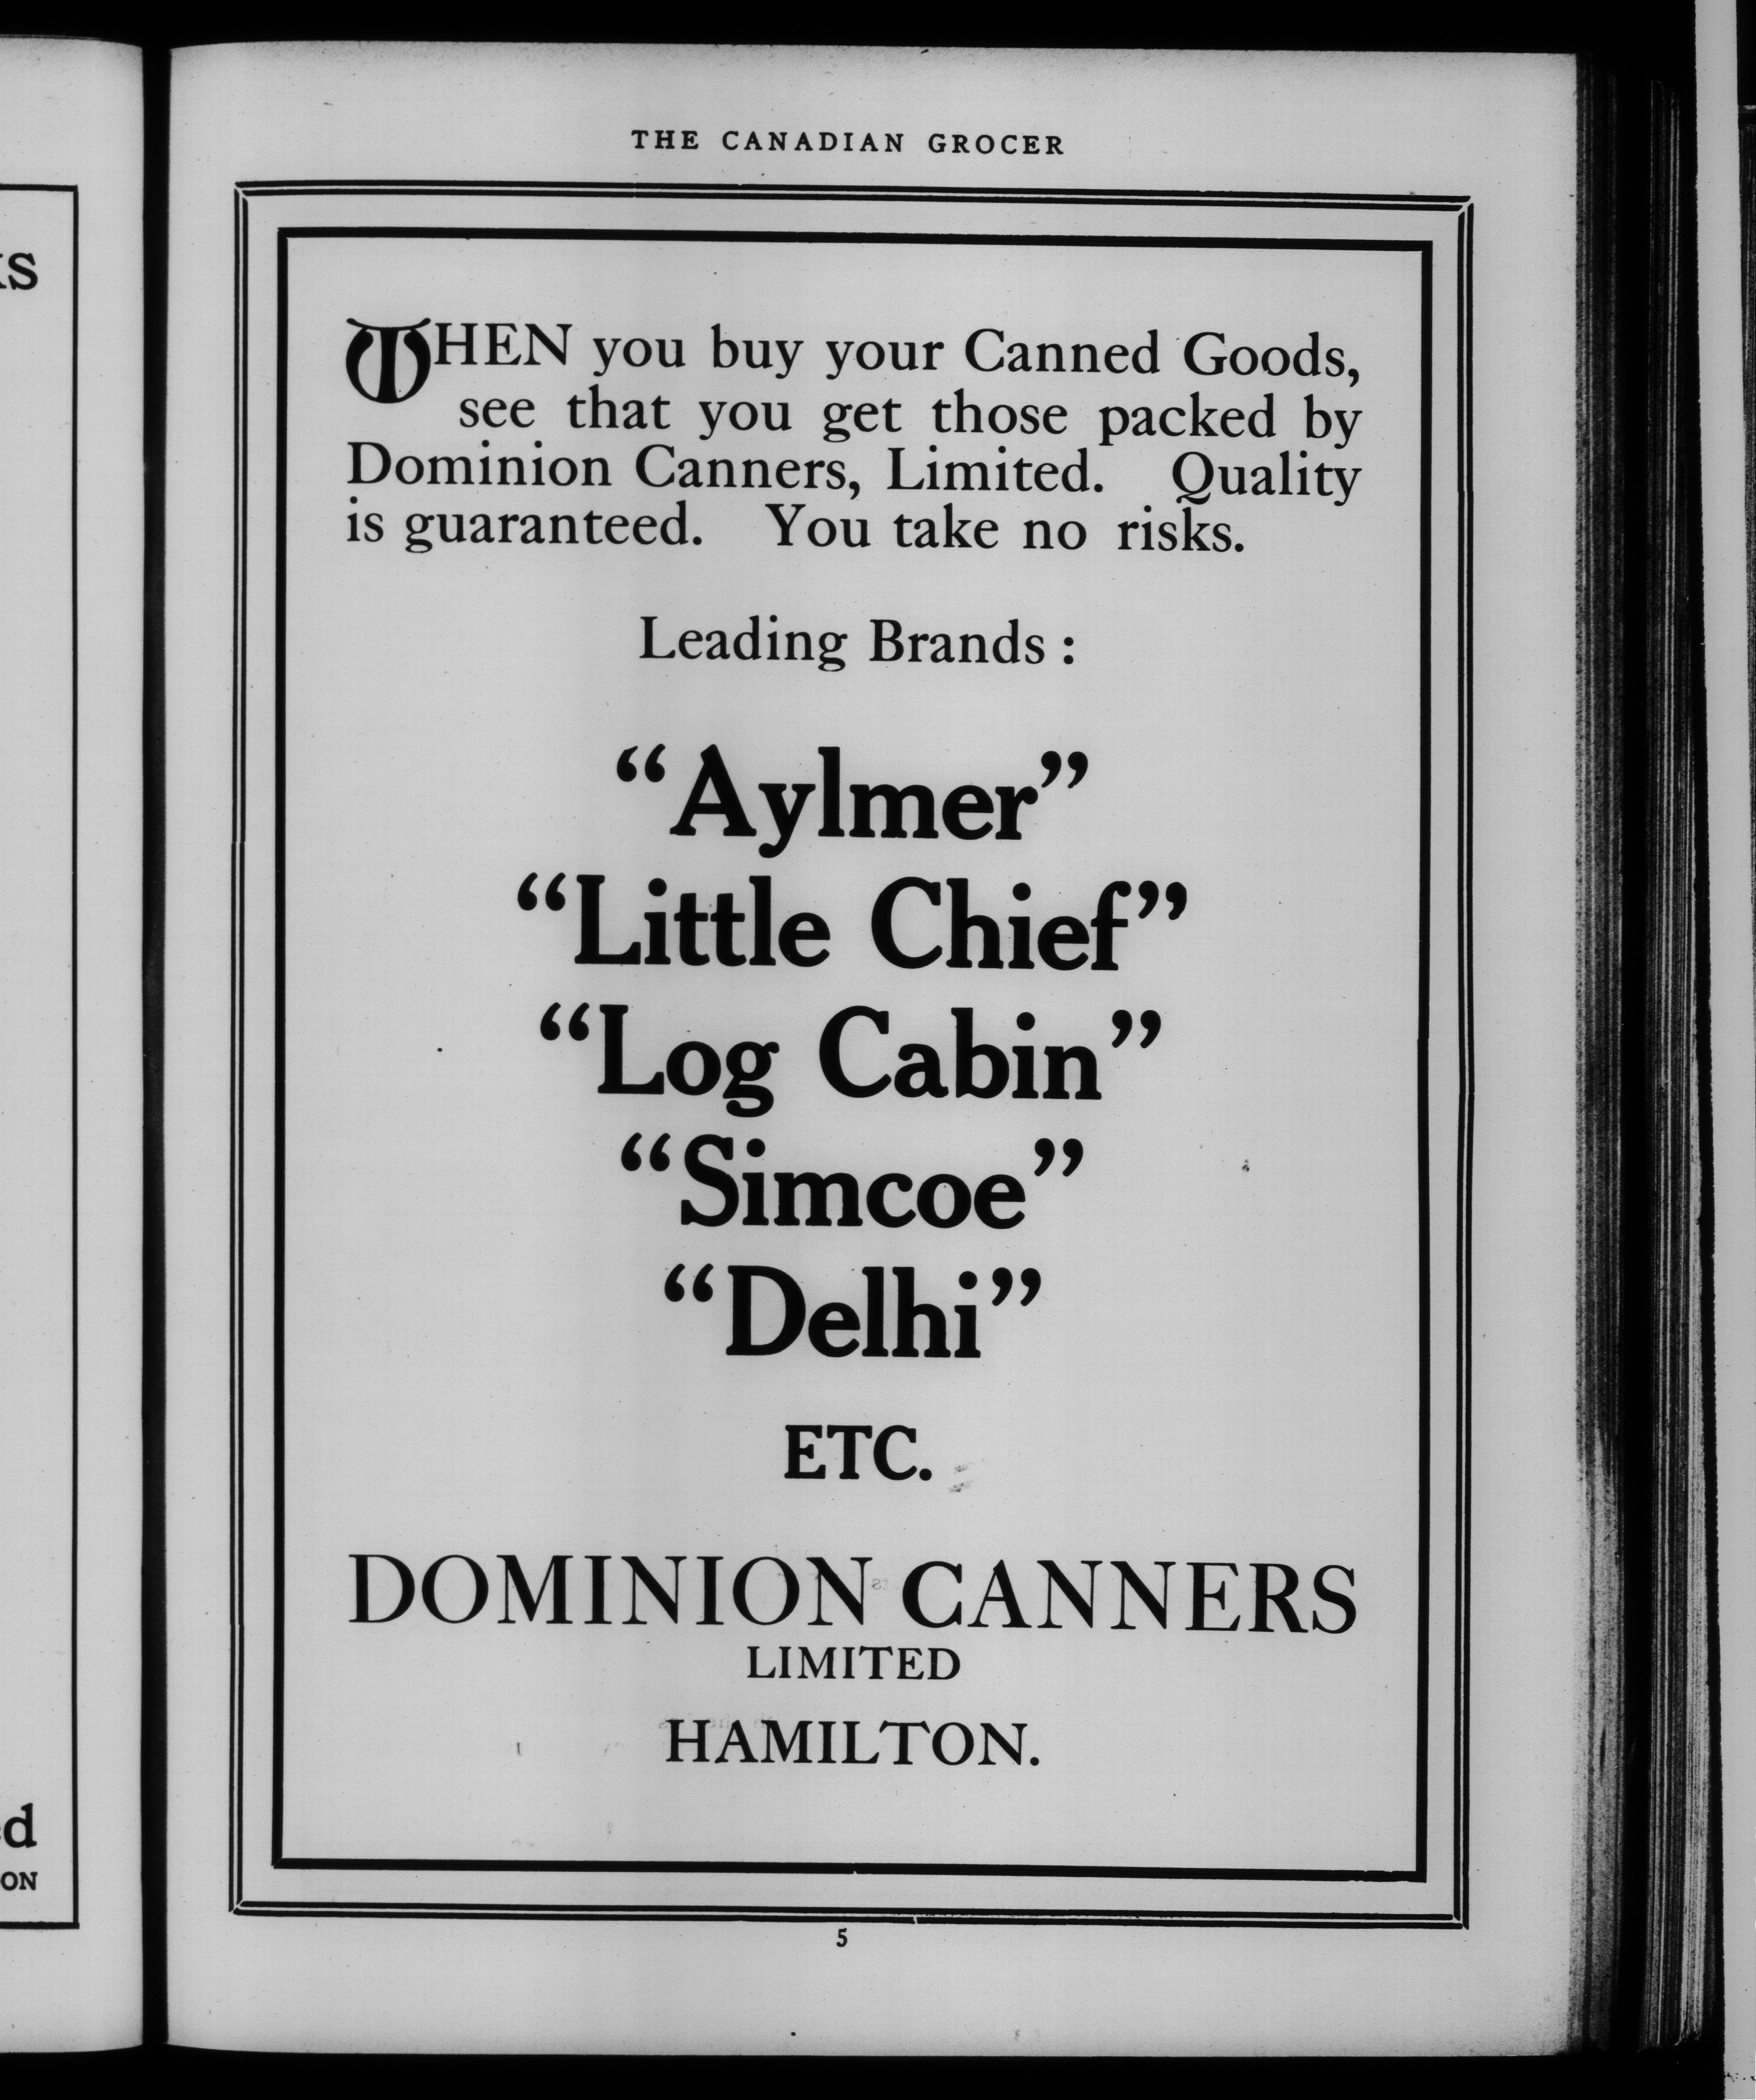 THE CANADIAN GROCER
WHEN you buy your Canned Goods,
see that you get those packed by
Dominion Canners, Limited. Quality
is guaranteed. You take no risks.
Leading Brands :
“Aylmer”
“Little Chief”
“Log Cabin”
“Simcoe”
“Delhi”
ETC.
DOMINION CANNERS
LIMITED
HAMILTON.
5